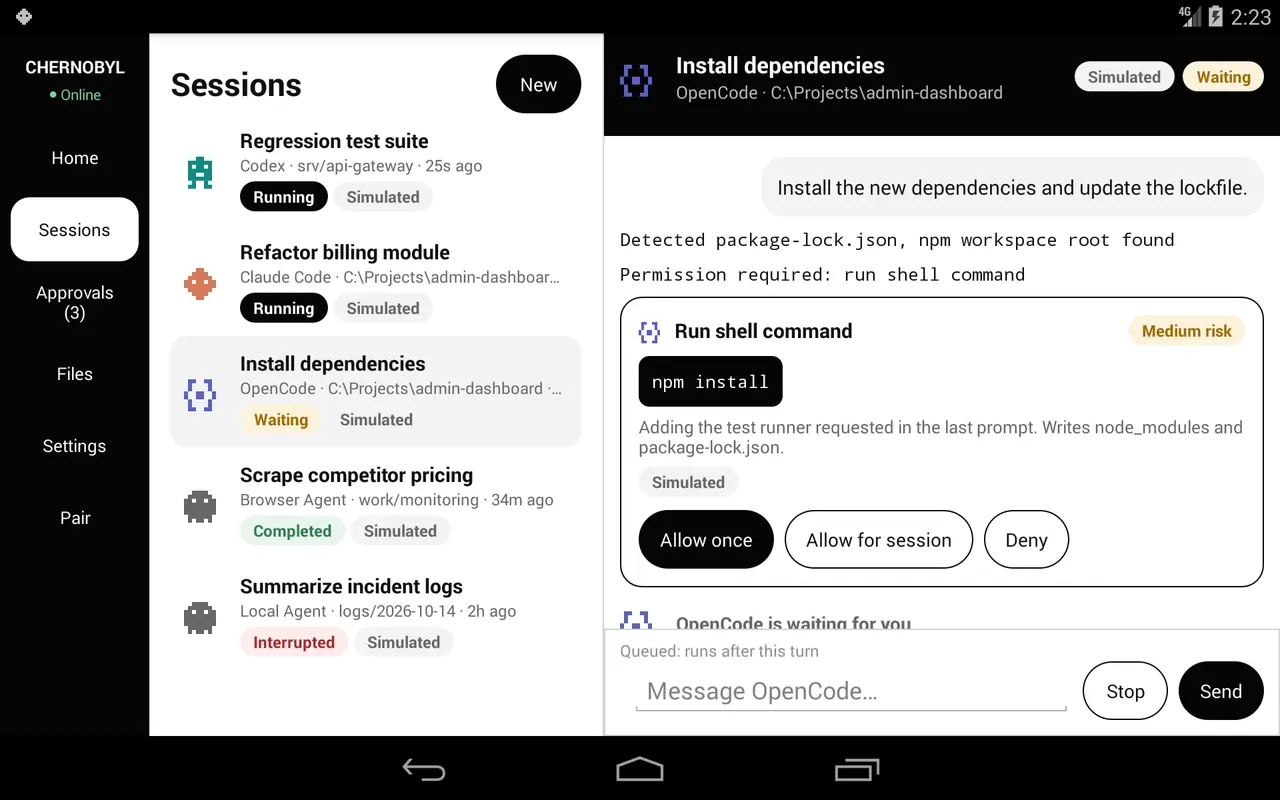 4G 2:23
CHERNOBYL
Online
Home
Sessions
Approvals
(3)
Files
Settings
Pair
Sessions
New
Regression test suite
Codex · srv/api-gateway · 25s ago
Running Simulated
Refactor billing module
Claude Code · C:\Projects\admin-dashboar…
Running Simulated
Install dependencies
OpenCode · C:\Projects\admin-dashboard ·…
Waiting Simulated
Scrape competitor pricing
Browser Agent · work/monitoring · 34m ago
Completed Simulated
Summarize incident logs
Local Agent · logs/2026-10-14 · 2h ago
Interrupted Simulated
Install dependencies
OpenCode · C:\Projects\admin-dashboard
Simulated Waiting
Install the new dependencies and update the lockfile.
Detected package-lock.json, npm workspace root found
Permission required: run shell command
Run shell command
Medium risk
npm install
Adding the test runner requested in the last prompt. Writes node_modules and
package-lock.json.
Simulated
Allow once Allow for session Deny
OpenCode is waiting for you
Queued: runs after this turn
Message OpenCode…
Stop Send